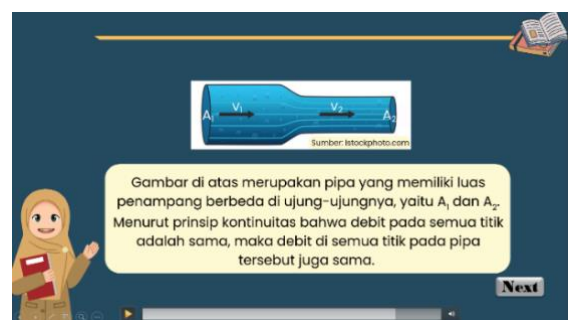 V₁ V₂
A₁ A₂
Sumber: Istockphoto.com
Gambar di atas merupakan pipa yang memiliki luas
penampang berbeda di ujung-ujungnya, yaitu A₁ dan A₂.
Menurut prinsip kontinuitas bahwa debit pada semua titik
adalah sama, maka debit di semua titik pada pipa
tersebut juga sama.
Next